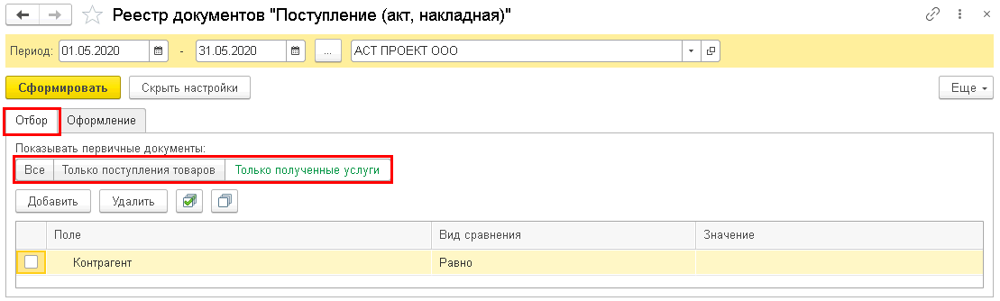 Реестр документов "Поступление (акт, накладная)"
Период: 01.05.2020 - 31.05.2020 ... АСТ ПРОЕКТ ООО
Сформировать Скрыть настройки Еще
Отбор Оформление
Показывать первичные документы:
Все Только поступления товаров Только полученные услуги
Добавить Удалить
Поле Вид сравнения Значение
Контрагент Равно